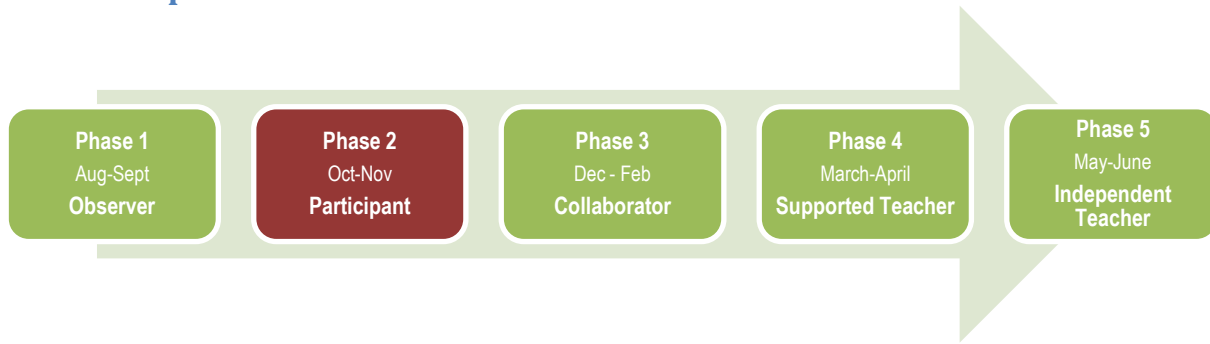 Phase 1
Aug-Sept
Observer
Phase 2
Oct-Nov
Participant
Phase 3
Dec - Feb
Collaborator
Phase 4
March-April
Supported Teacher
Phase 5
May-June
Independent
Teacher